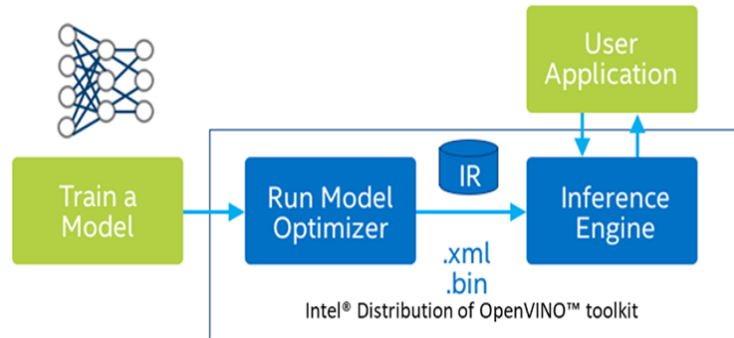 User
Application
Train a
Model
Run Model
Optimizer
IR
.xml
.bin
Inference
Engine
Intel® Distribution of OpenVINO™ toolkit